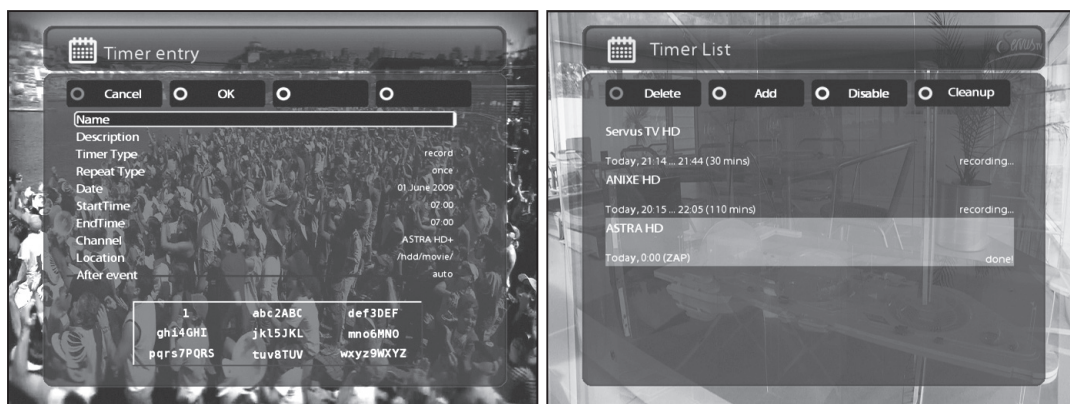 Timer entry
Cancel OK
Name
Description
Timer Type record
Repeat Type once
Date 01 June 2009
StartTime 07:00
EndTime 07:00
Channel ASTRA HD+
Location /hdd/movie/
After event auto
1 abc2ABC def3DEF
ghi4GHI jkl5JKL mno6MNO
pqrs7PQRS tuv8TUV wxyz9WXYZ
Timer List
Servus TV
Delete Add Disable Cleanup
Servus TV HD
Today, 21:14 ... 21:44 (30 mins) recording...
ANIXE HD
Today, 20:15 ... 22:05 (110 mins) recording...
ASTRA HD
Today, 0:00 (ZAP) done!